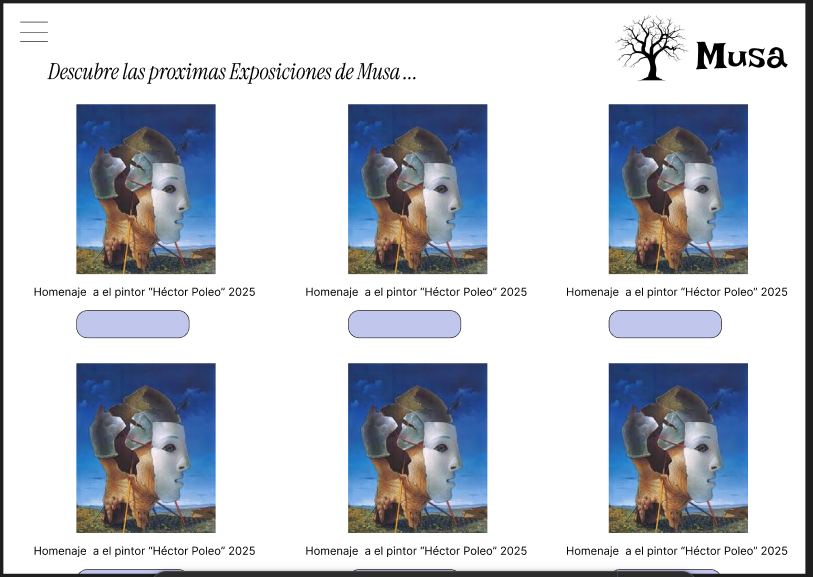 Musa
Descubre las proximas Exposiciones de Musa...
Homenaje a el pintor “Héctor Poleo” 2025
Homenaje a el pintor “Héctor Poleo” 2025
Homenaje a el pintor “Héctor Poleo” 2025
Homenaje a el pintor “Héctor Poleo” 2025
Homenaje a el pintor “Héctor Poleo” 2025
Homenaje a el pintor “Héctor Poleo” 2025